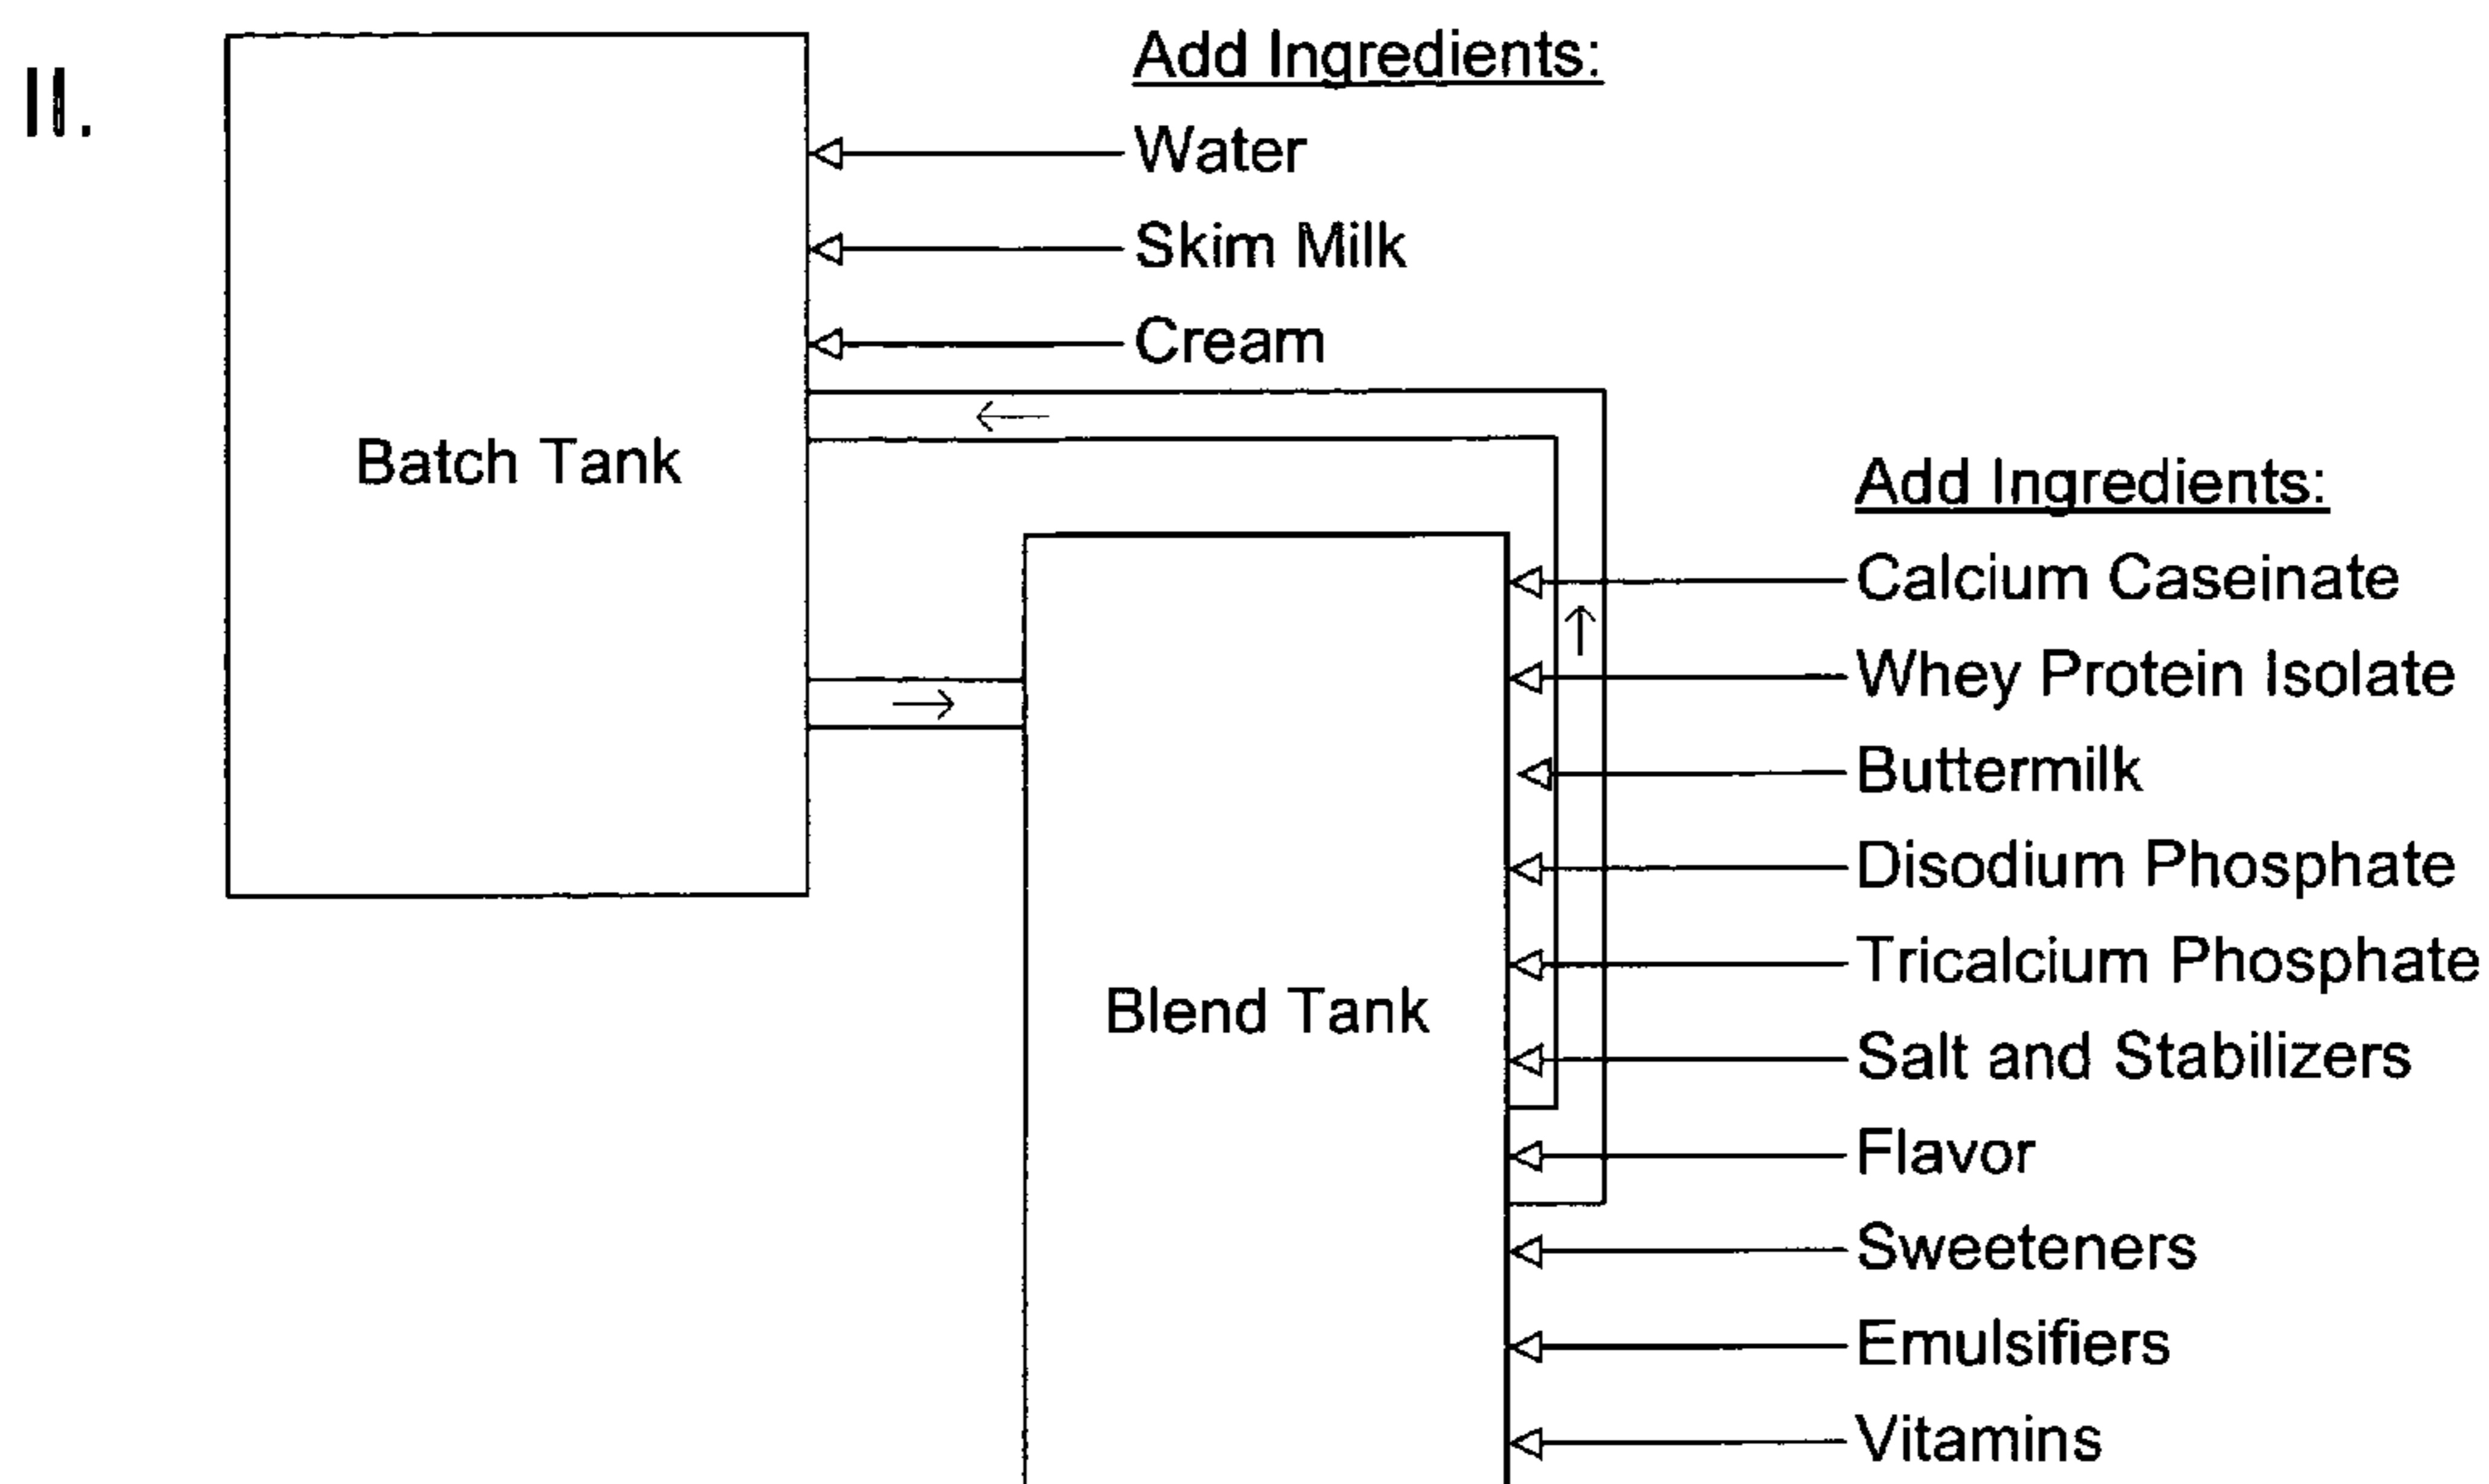 II.
Add Ingredients:
Water
Skim Milk
Cream
Batch Tank
Add Ingredients:
Calcium Caseinate
Whey Protein Isolate
Buttermilk
Disodium Phosphate
Tricalcium Phosphate
Blend Tank
Salt and Stabilizers
Flavor
Sweeteners
Emulsifiers
Vitamins